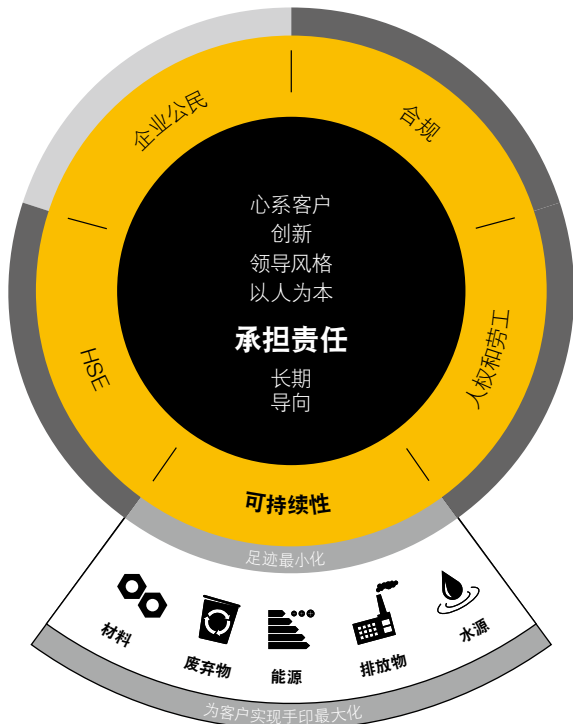 企业公民
合规
心系客户
创新
领导风格
以人为本
承担责任
长期
导向
HSE
人权和劳工
可持续性
足迹最小化
材料
废弃物
能源
排放物
水源
为客户实现手印最大化